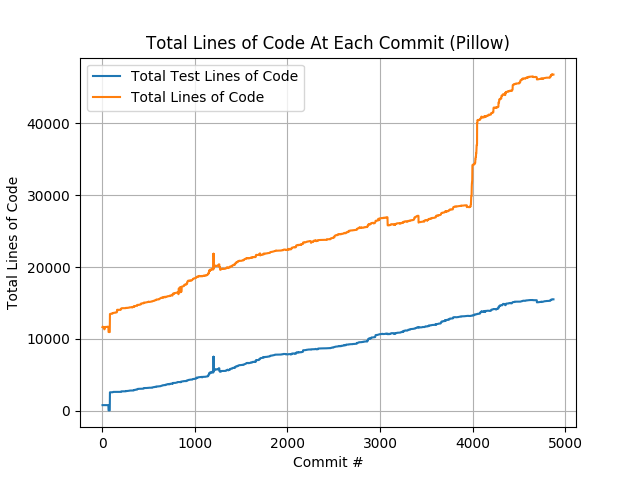 Total Lines of Code At Each Commit (Pillow)
Total Test Lines of Code
Total Lines of Code
Total Lines of Code
40000
30000
20000
10000
0
0 1000 2000 3000 4000 5000
Commit #